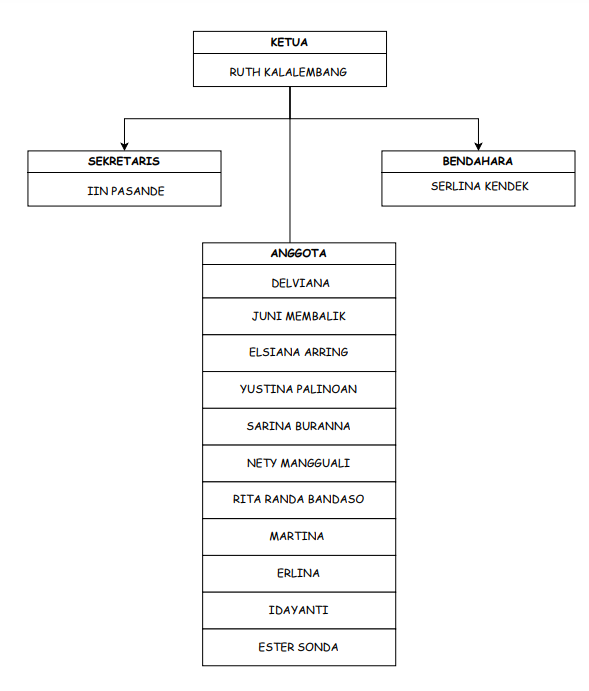 KETUA
RUTH KALALEMBANG
SEKRETARIS
IIN PASANDE
BENDAHARA
SERLINA KENDEK
ANGGOTA
DELVIANA
JUNI MEMBALIK
ELSIANA ARRING
YUSTINA PALINOAN
SARINA BURANNA
NETY MANGGUALI
RITA RANDA BANDASO
MARTINA
ERLINA
IDAYANTI
ESTER SONDA